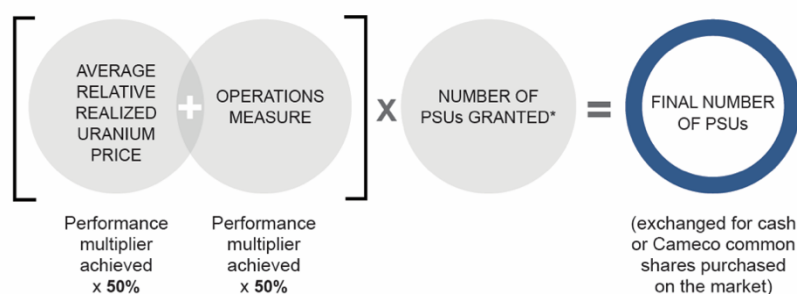 AVERAGE
RELATIVE
REALIZED
URANIUM
PRICE
+
OPERATIONS
MEASURE
x
NUMBER OF
PSUs GRANTED*
=
FINAL NUMBER
OF PSUs
Performance
multiplier
achieved
x 50%
Performance
multiplier
achieved
x 50%
(exchanged for cash
or Cameco common
shares purchased
on the market)